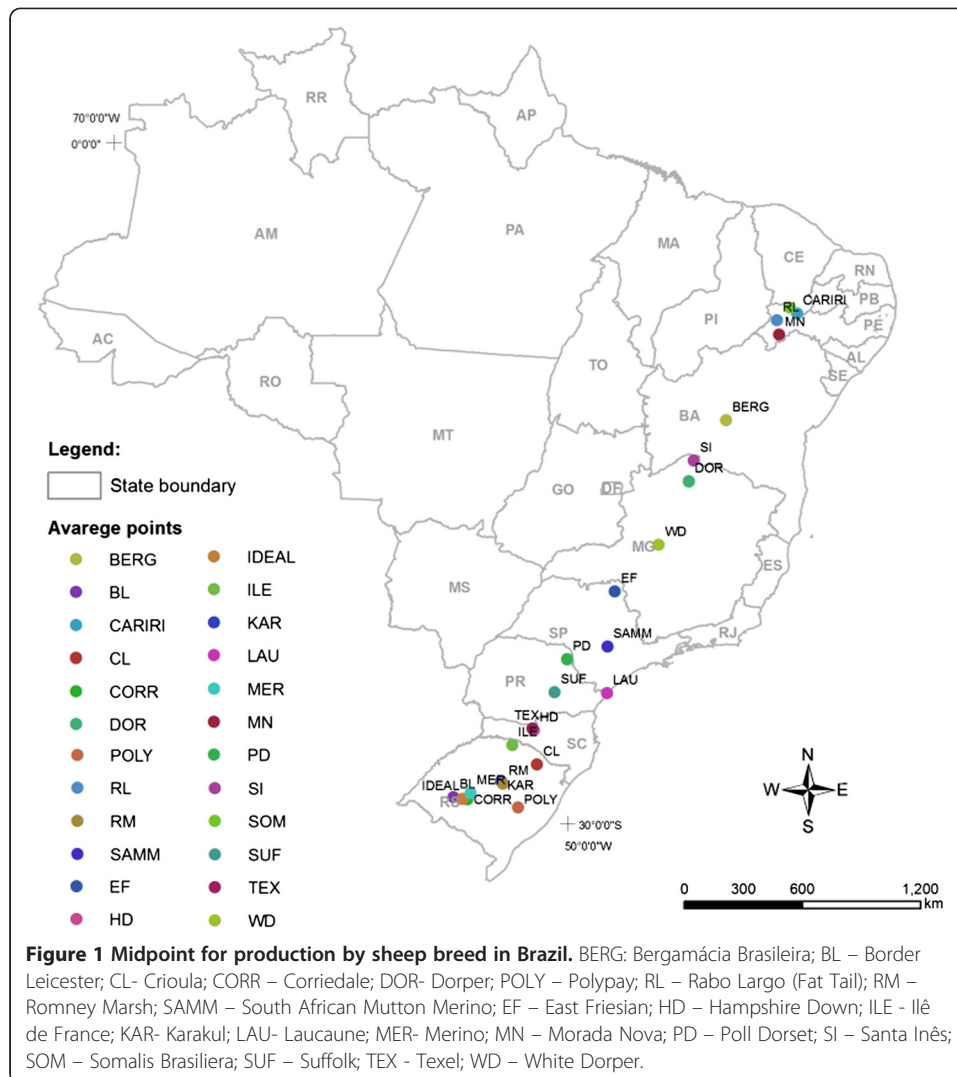 RR
AP
70°0'0"W
0°0'0"
AM
PA
MA
CE
RN
RL
CARIRI
PB
MN
PE
PI
AC
AL
TO
SE
RO
BA
BERG
MT
SI
Legend:
DOR
State boundary
GO
DF
Avarege points
WD
MG
BERG
IDEAL
ES
BL
ILE
MS
EF
CARIRI
KAR
SP
SAMM
RJ
CL
LAU
PD
CORR
MER
PR
SUF
LAU
DOR
MN
TEX
HD
POLY
PD
ILE
SC
CL
RL
SI
RM
IDEAL
BL
MER
KAR
RM
SOM
RS
CORR
POLY
30°0'0"S
50°0'0"W
SAMM
SUF
EF
TEX
HD
WD
N
W
E
S
0 300 600 1,200
km
Figure 1 Midpoint for production by sheep breed in Brazil. BERG: Bergamácia Brasileira; BL – Border
Leicester; CL- Crioula; CORR – Corriedale; DOR- Dorper; POLY – Polypay; RL – Rabo Largo (Fat Tail); RM –
Romney Marsh; SAMM – South African Mutton Merino; EF – East Friesian; HD – Hampshire Down; ILE - Ilê
de France; KAR- Karakul; LAU- Laucaune; MER- Merino; MN – Morada Nova; PD – Poll Dorset; SI – Santa Inês;
SOM – Somalis Brasiliera; SUF – Suffolk; TEX - Texel; WD – White Dorper.